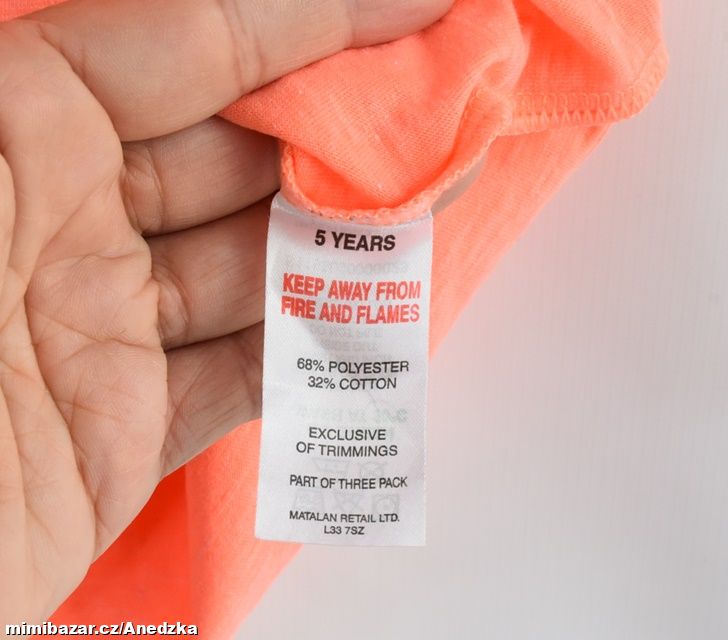 5 YEARS
KEEP AWAY FROM
FIRE AND FLAMES
68% POLYESTER
32% COTTON
EXCLUSIVE
OF TRIMMINGS
PART OF THREE PACK
MATALAN RETAIL LTD.
L33 7SZ
mimibazar.cz/Anedzka